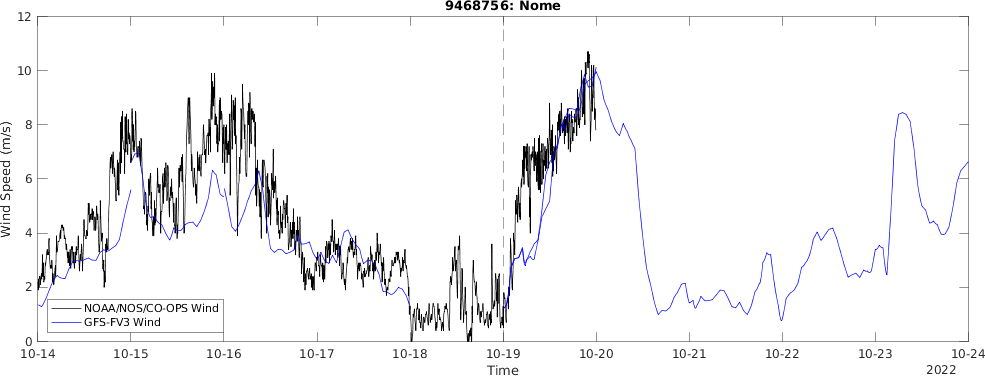 9468756: Nome
12
10
8
6
4
2
0
Wind Speed (m/s)
NOAA/NOS/CO-OPS Wind
GFS-FV3 Wind
10-14 10-15 10-16 10-17 10-18 10-19 10-20 10-21 10-22 10-23 10-24
Time
2022